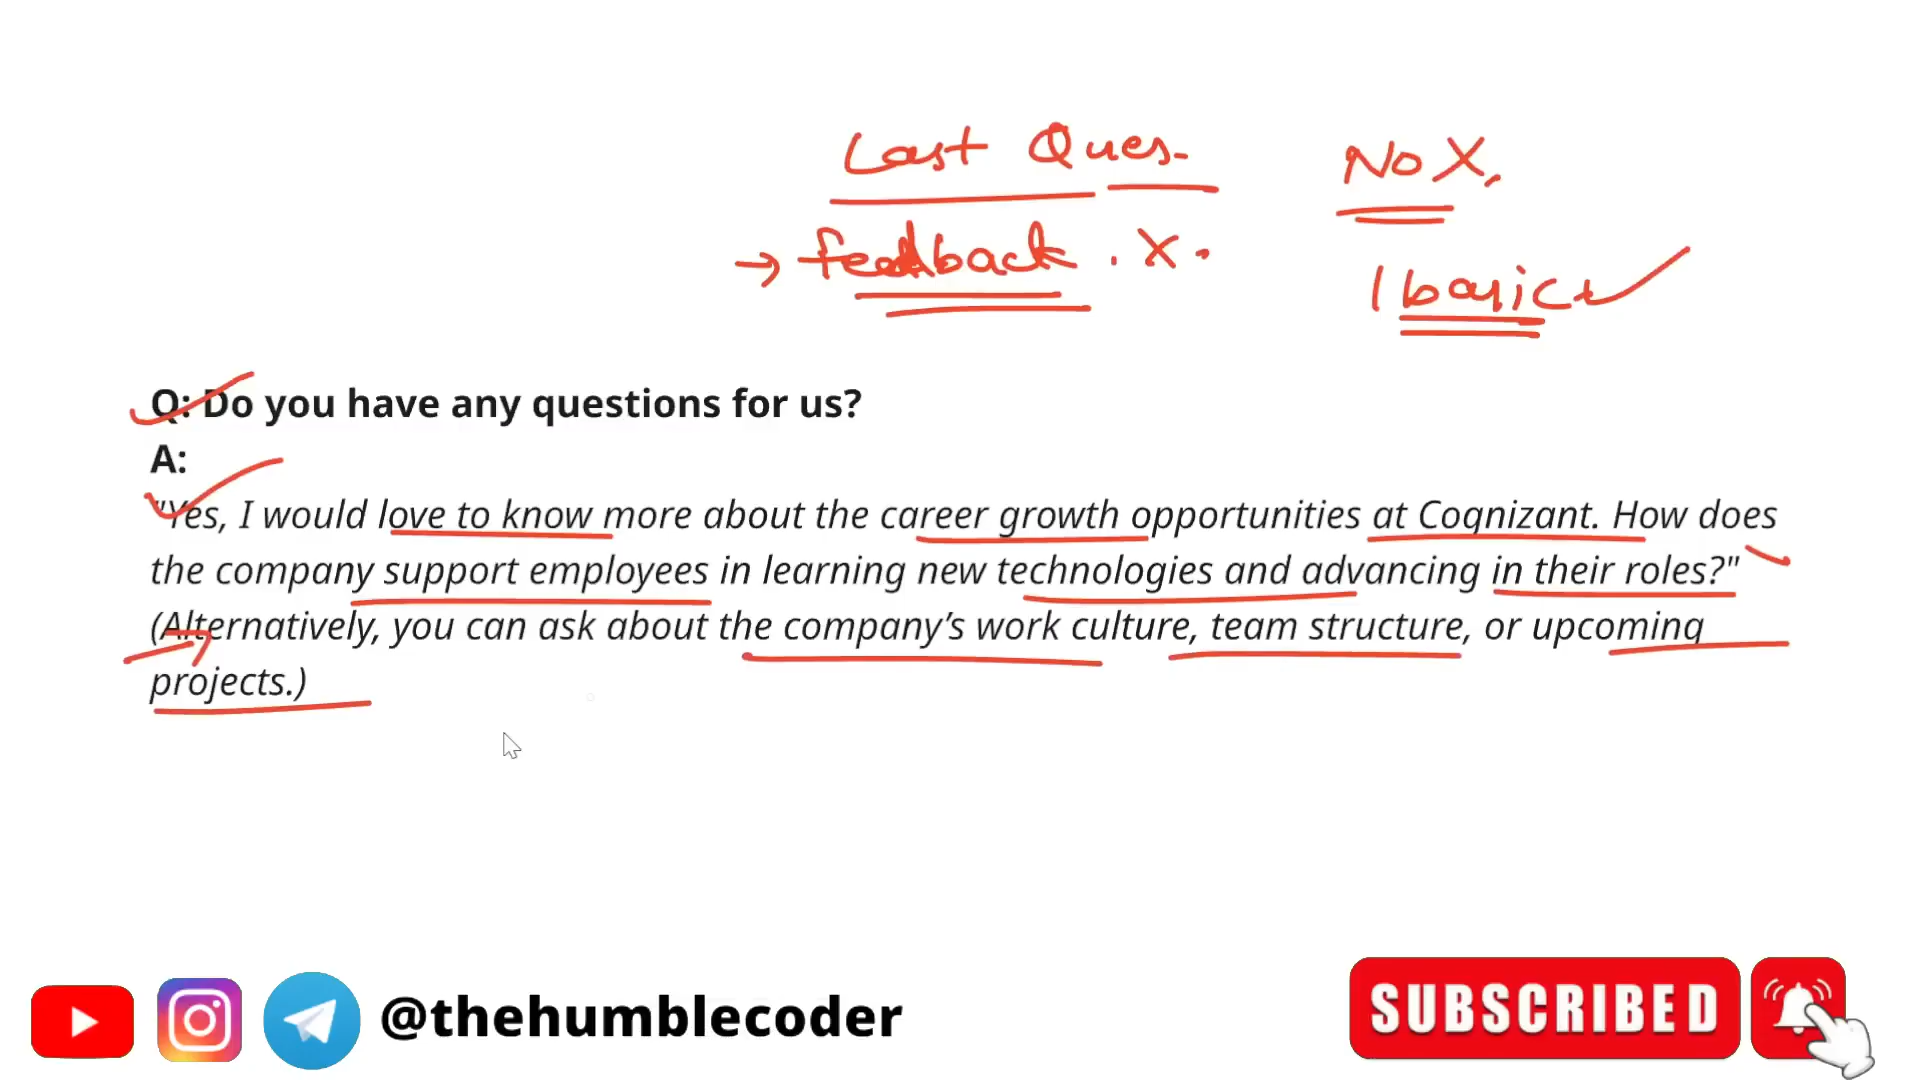 Last Ques.
No X.
→ feedback . X .
1 basic
Q: Do you have any questions for us?
A:
"Yes, I would love to know more about the career growth opportunities at Cognizant. How does
the company support employees in learning new technologies and advancing in their roles?"
(Alternatively, you can ask about the company’s work culture, team structure, or upcoming
projects.)
@thehumblecoder
SUBSCRIBED